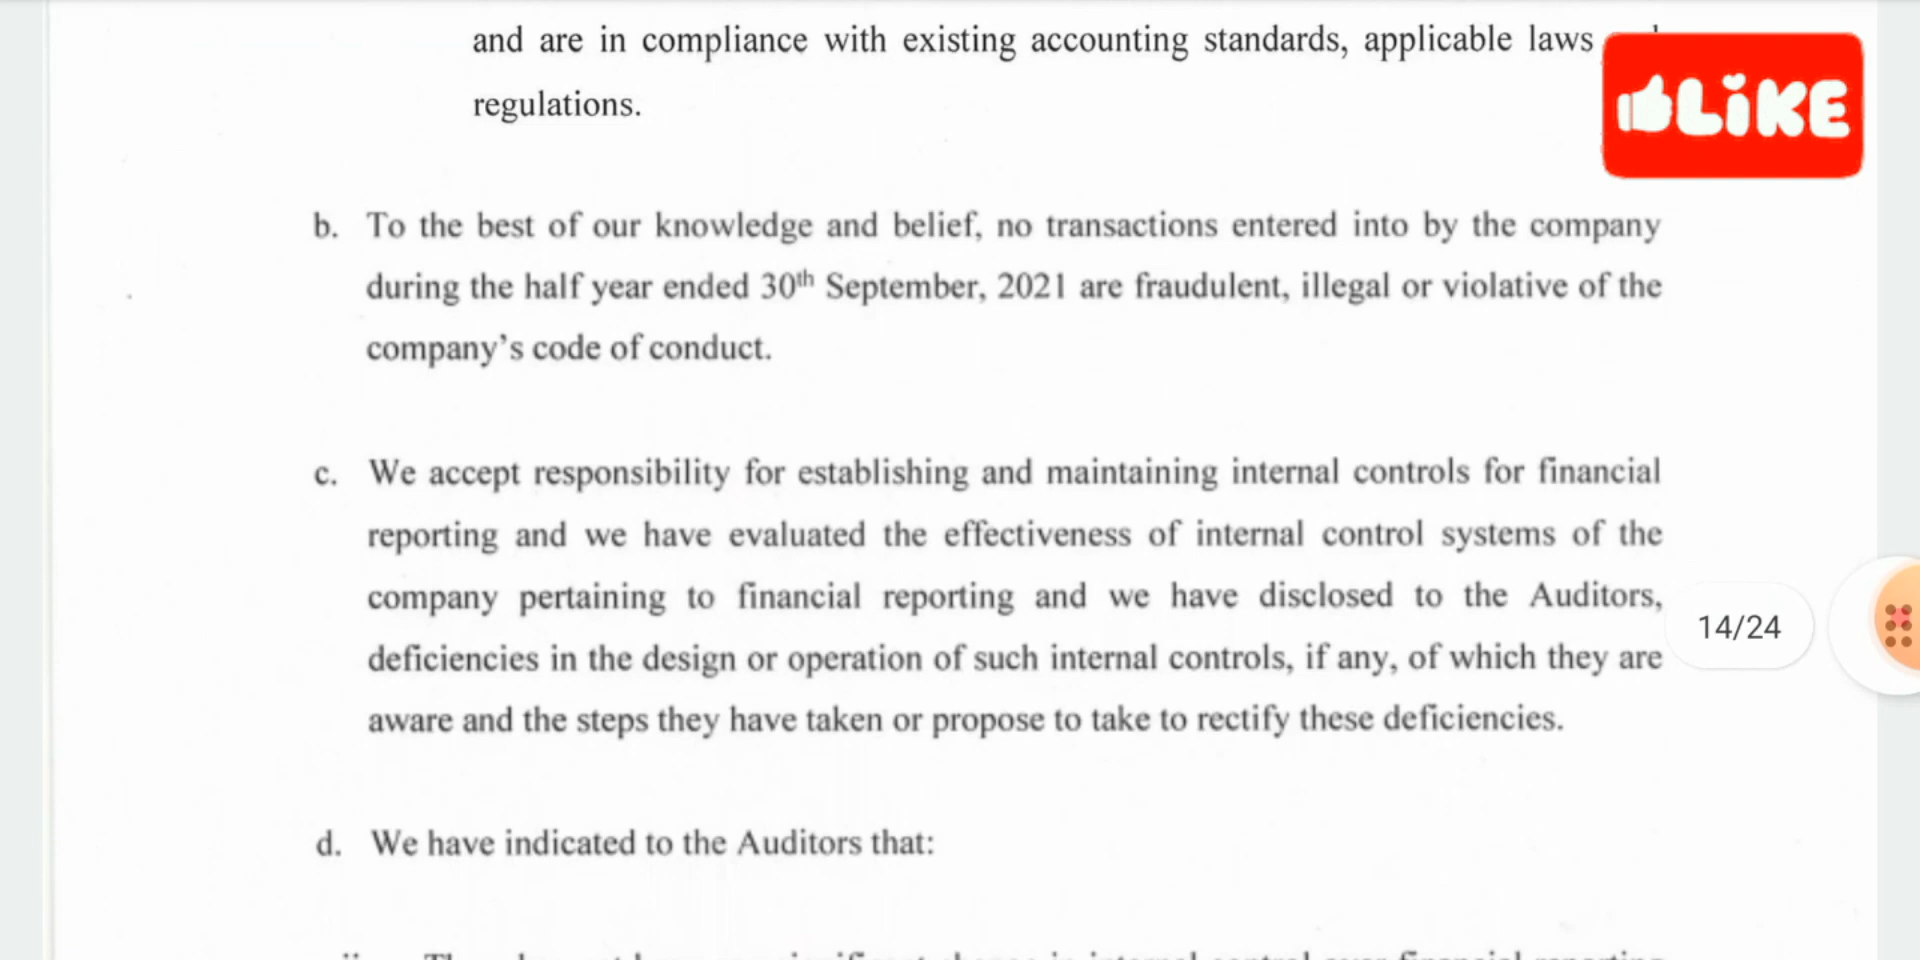 and are in compliance with existing accounting standards, applicable laws
regulations.
LiKE
b. To the best of our knowledge and belief, no transactions entered into by the company
during the half year ended 30th September, 2021 are fraudulent, illegal or violative of the
company's code of conduct.
c. We accept responsibility for establishing and maintaining internal controls for financial
reporting and we have evaluated the effectiveness of internal control systems of the
company pertaining to financial reporting and we have disclosed to the Auditors,
deficiencies in the design or operation of such internal controls, if any, of which they are
14/24
aware and the steps they have taken or propose to take to rectify these deficiencies.
d. We have indicated to the Auditors that: